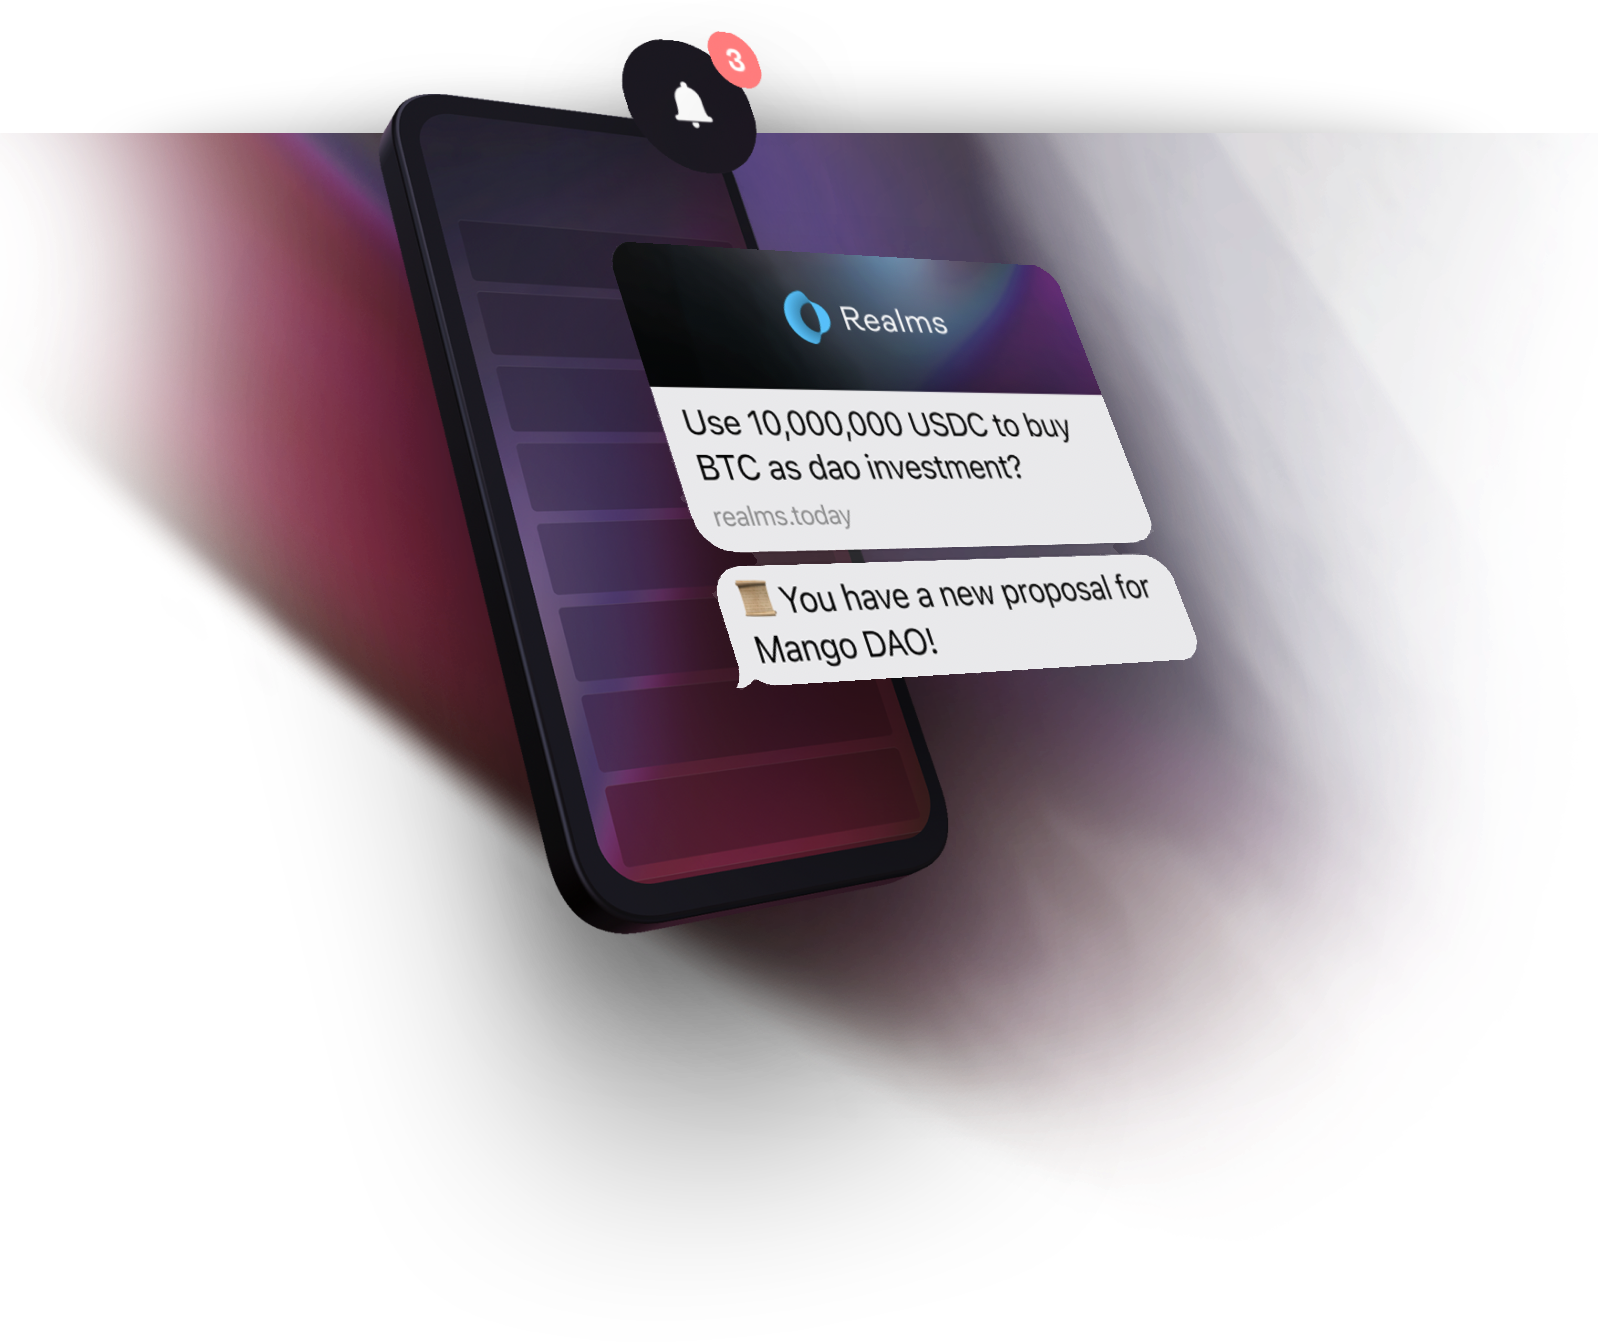 3
Realms
Use 10,000,000 USDC to buy
BTC as dao investment?
realms.today
You have a new proposal for
Mango DAO!